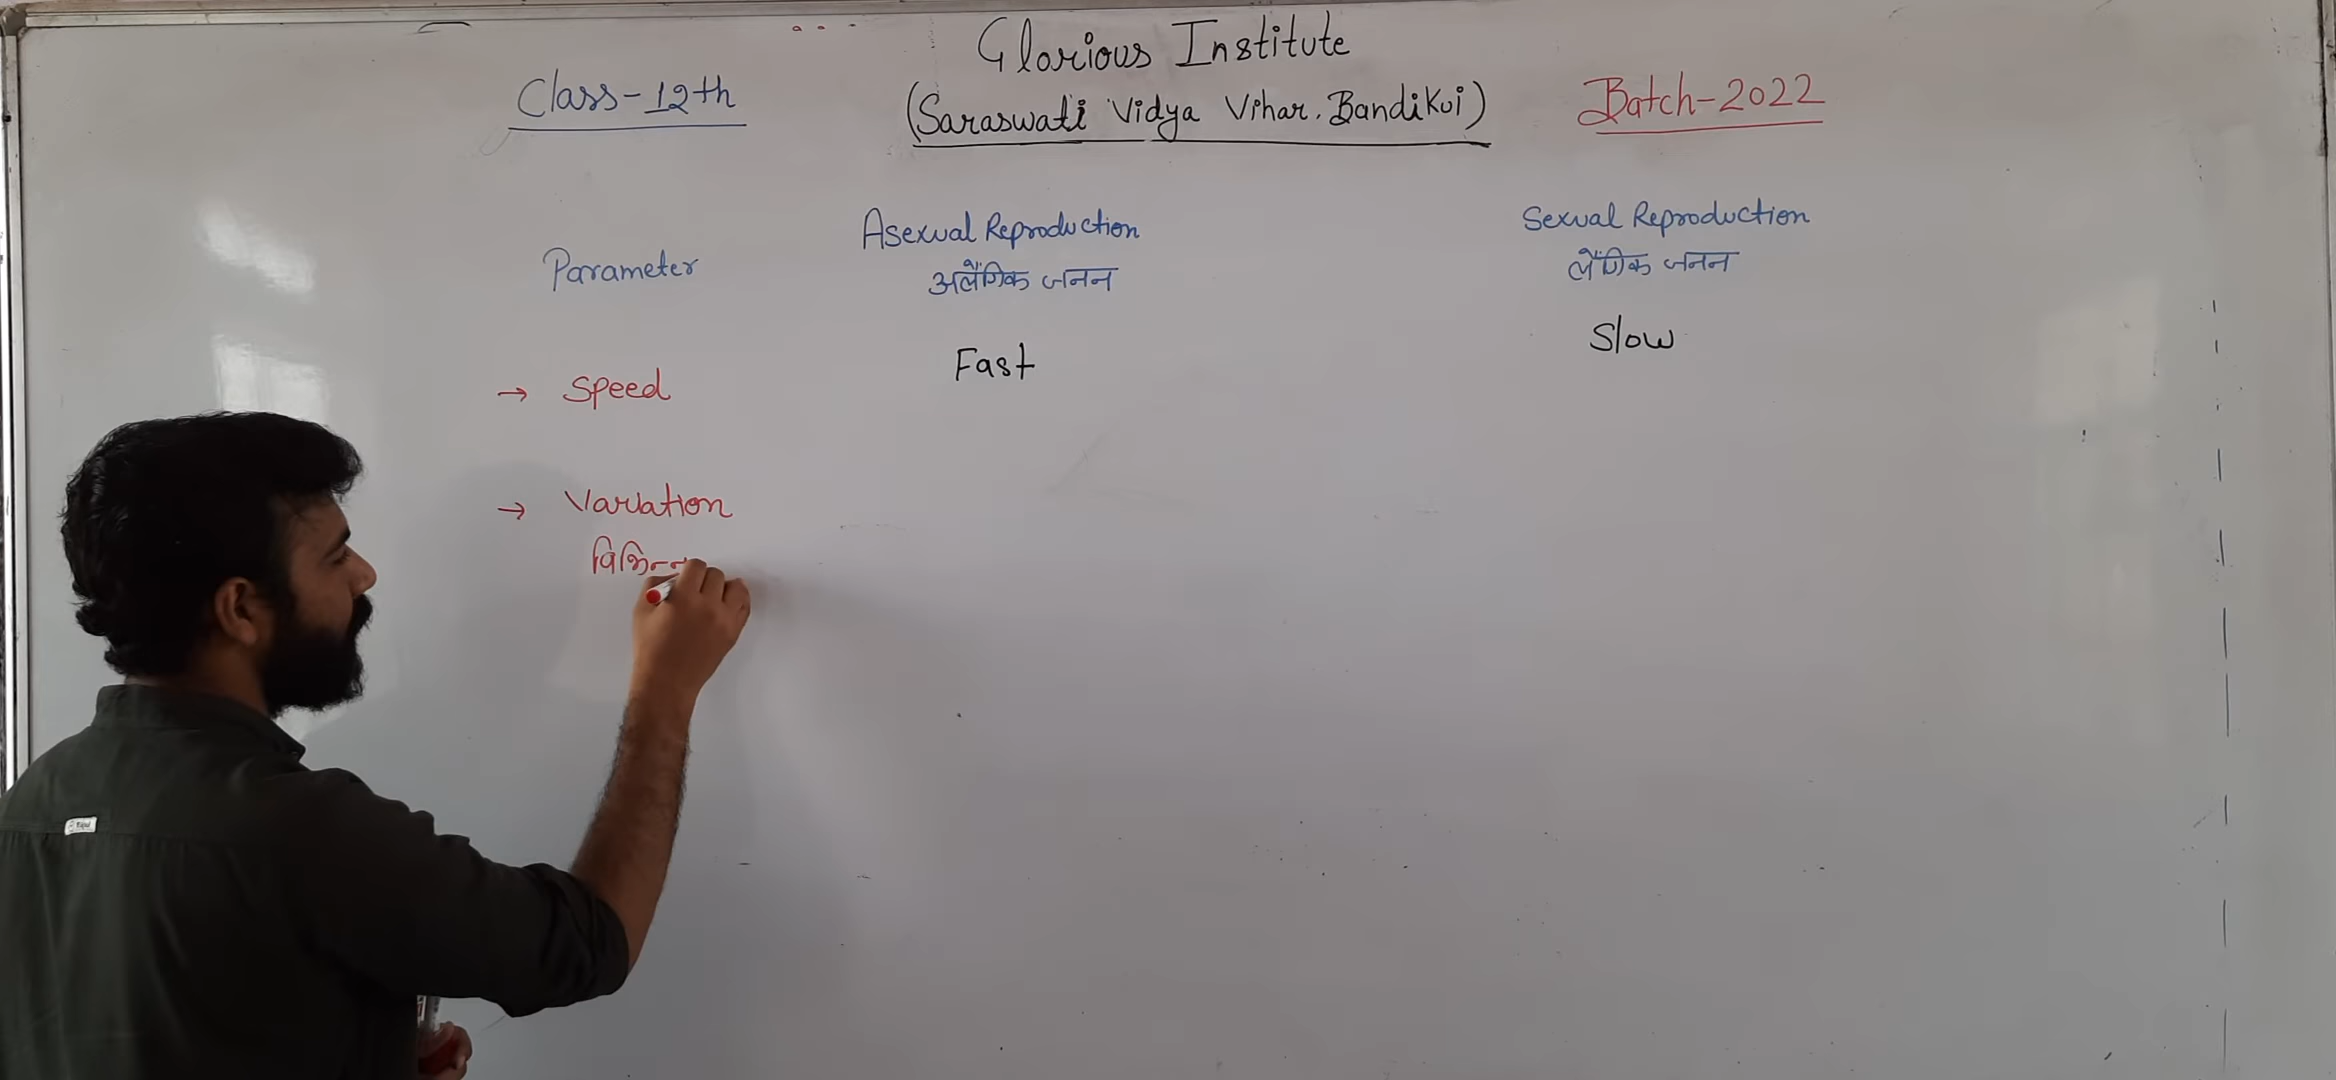 Glorious Institute
Class-12th
(Saraswati Vidya Vihar, Bandikui)
Batch-2022
Parameter
Asexual Reproduction
अलैंगिक जनन
Sexual Reproduction
लैंगिक जनन
→ Speed
Fast
Slow
→ Variation